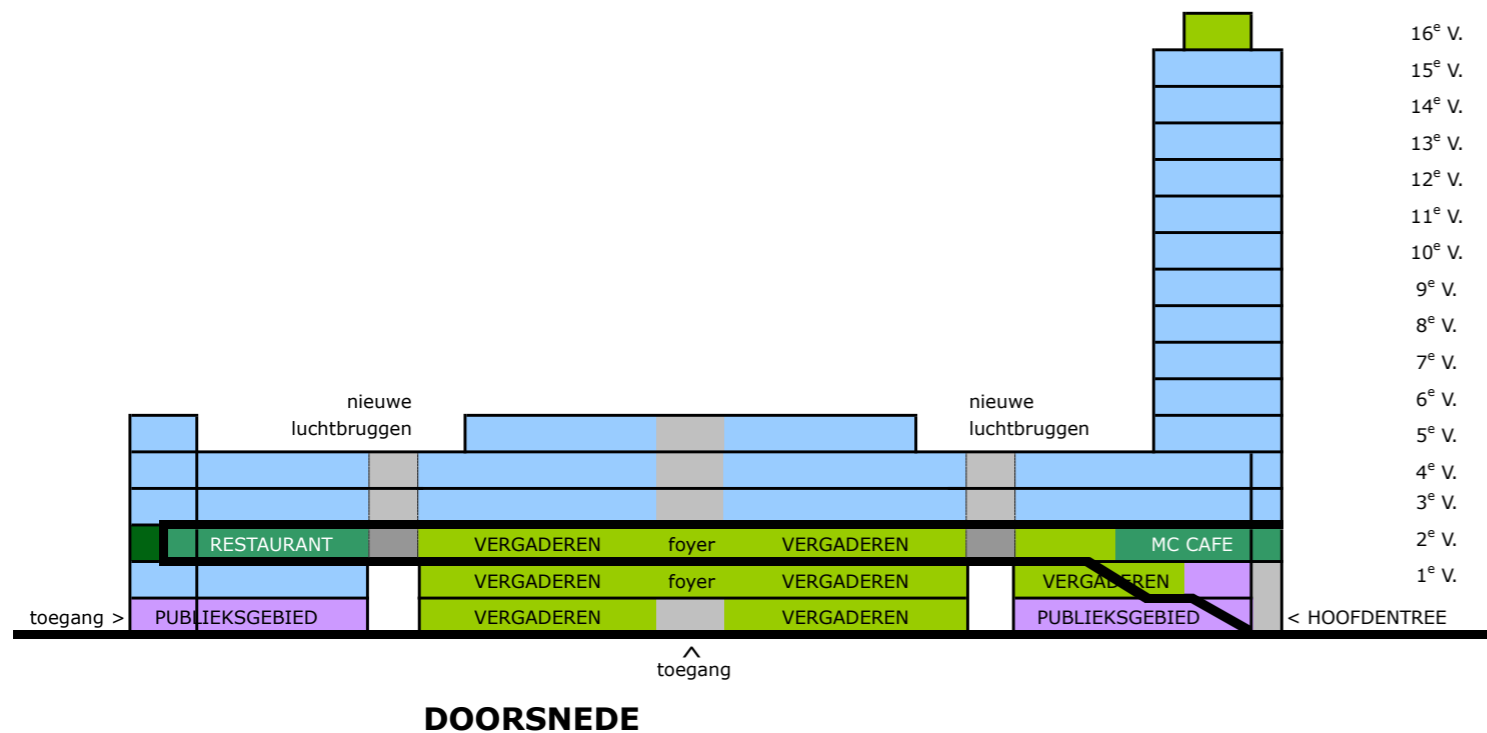 16e V.
15e V.
14e V.
13e V.
12e V.
11e V.
10e V.
9e V.
8e V.
7e V.
nieuwe nieuwe 6e V.
luchtbruggen luchtbruggen 5e V.
4e V.
3e V.
RESTAURANT VERGADEREN foyer VERGADEREN MC CAFE 2e V.
VERGADEREN foyer VERGADEREN VERGADEREN 1e V.
toegang > PUBLIEKSGEBIED VERGADEREN VERGADEREN PUBLIEKSGEBIED < HOOFDENTREE
^
toegang
DOORSNEDE